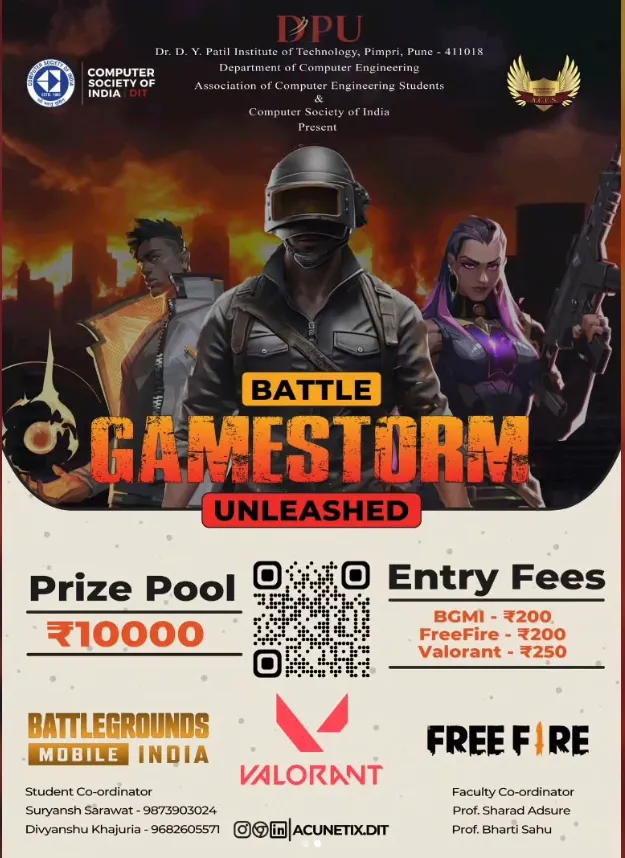 DPU
Dr. D. Y. Patil Institute of Technology, Pimpri, Pune - 411018
Department of Computer Engineering
Association of Computer Engineering Students
&
Computer Society of India
Present
COMPUTER
SOCIETY OF
INDIA DIT
A.C.E.S.
BATTLE
GAMESTORM
UNLEASHED
Prize Pool
₹10000
Entry Fees
BGMI - ₹200
FreeFire - ₹200
Valorant - ₹250
BATTLEGROUNDS
MOBILE INDIA
VALORANT
FREE FIRE
Student Co-ordinator
Suryansh Sarawat - 9873903024
Divyanshu Khajuria - 9682605571
in ACUNETIX.DIT
Faculty Co-ordinator
Prof. Sharad Adsure
Prof. Bharti Sahu